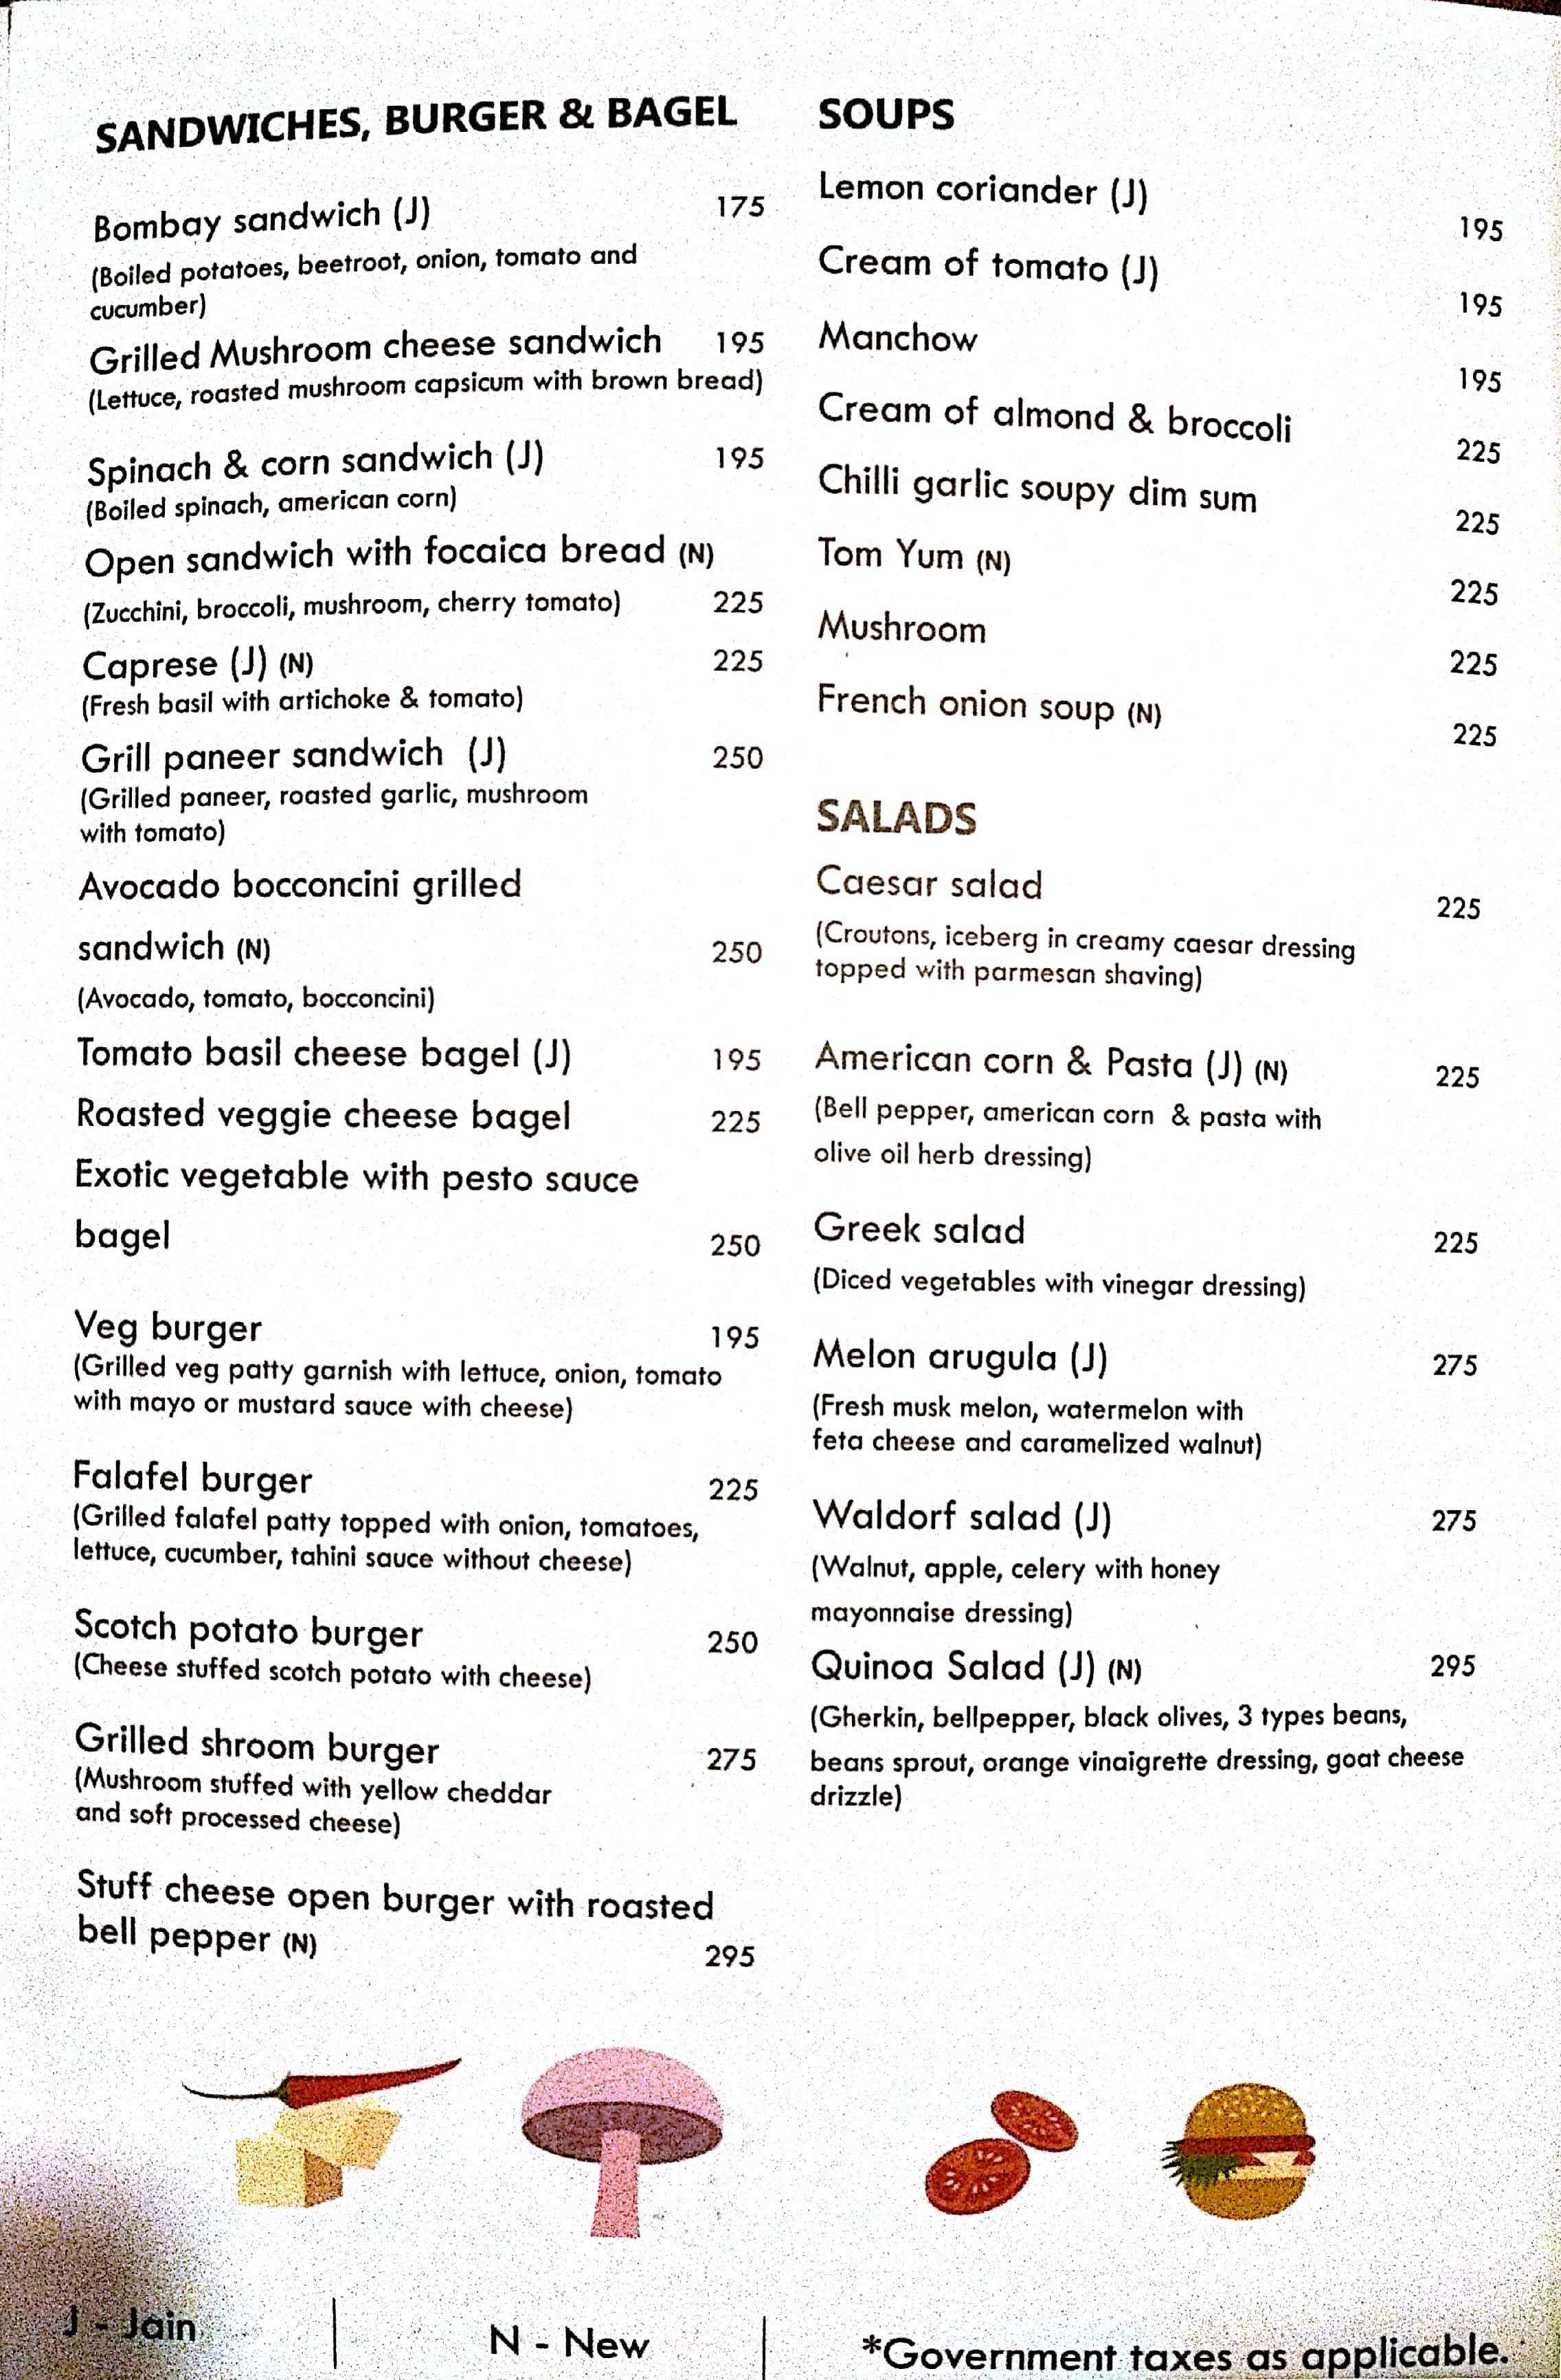 SANDWICHES, BURGER & BAGEL
Bombay sandwich (J) 175
(Boiled potatoes, beetroot, onion, tomato and
cucumber)
Grilled Mushroom cheese sandwich 195
(Lettuce, roasted mushroom capsicum with brown bread)
Spinach & corn sandwich (J) 195
(Boiled spinach, american corn)
Open sandwich with focaica bread (N)
(Zucchini, broccoli, mushroom, cherry tomato) 225
Caprese (J) (N) 225
(Fresh basil with artichoke & tomato)
Grill paneer sandwich (J) 250
(Grilled paneer, roasted garlic, mushroom
with tomato)
Avocado bocconcini grilled
sandwich (N) 250
(Avocado, tomato, bocconcini)
Tomato basil cheese bagel (J) 195
Roasted veggie cheese bagel 225
Exotic vegetable with pesto sauce
bagel 250
Veg burger 195
(Grilled veg patty garnish with lettuce, onion, tomato
with mayo or mustard sauce with cheese)
Falafel burger 225
(Grilled falafel patty topped with onion, tomatoes,
lettuce, cucumber, tahini sauce without cheese)
Scotch potato burger 250
(Cheese stuffed scotch potato with cheese)
Grilled shroom burger 275
(Mushroom stuffed with yellow cheddar
and soft processed cheese)
Stuff cheese open burger with roasted
bell pepper (N) 295
SOUPS
Lemon coriander (J) 195
Cream of tomato (J) 195
Manchow 195
Cream of almond & broccoli 225
Chilli garlic soupy dim sum 225
Tom Yum (N) 225
Mushroom 225
French onion soup (N) 225
SALADS
Caesar salad 225
(Croutons, iceberg in creamy caesar dressing
topped with parmesan shaving)
American corn & Pasta (J) (N) 225
(Bell pepper, american corn & pasta with
olive oil herb dressing)
Greek salad 225
(Diced vegetables with vinegar dressing)
Melon arugula (J) 275
(Fresh musk melon, watermelon with
feta cheese and caramelized walnut)
Waldorf salad (J) 275
(Walnut, apple, celery with honey
mayonnaise dressing)
Quinoa Salad (J) (N) 295
(Gherkin, bellpepper, black olives, 3 types beans,
beans sprout, orange vinaigrette dressing, goat cheese
drizzle)
J - Jain | N - New | *Government taxes as applicable.